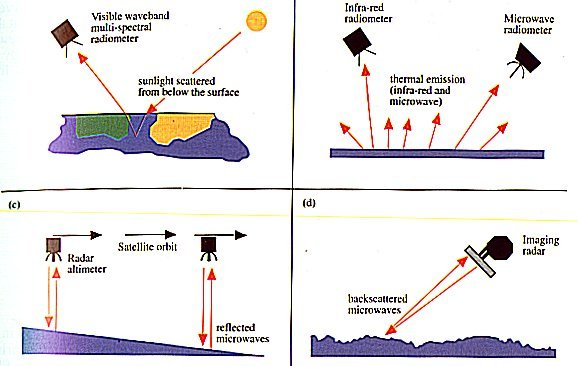 Visible waveband
multi-spectral
radiometer
sunlight scattered
from below the surface
Infra-red
radiometer
Microwave
radiometer
thermal emission
(infra-red and
microwave)
(c)
Satellite orbit
Radar
altimeter
reflected
microwaves
(d)
Imaging
radar
backscattered
microwaves